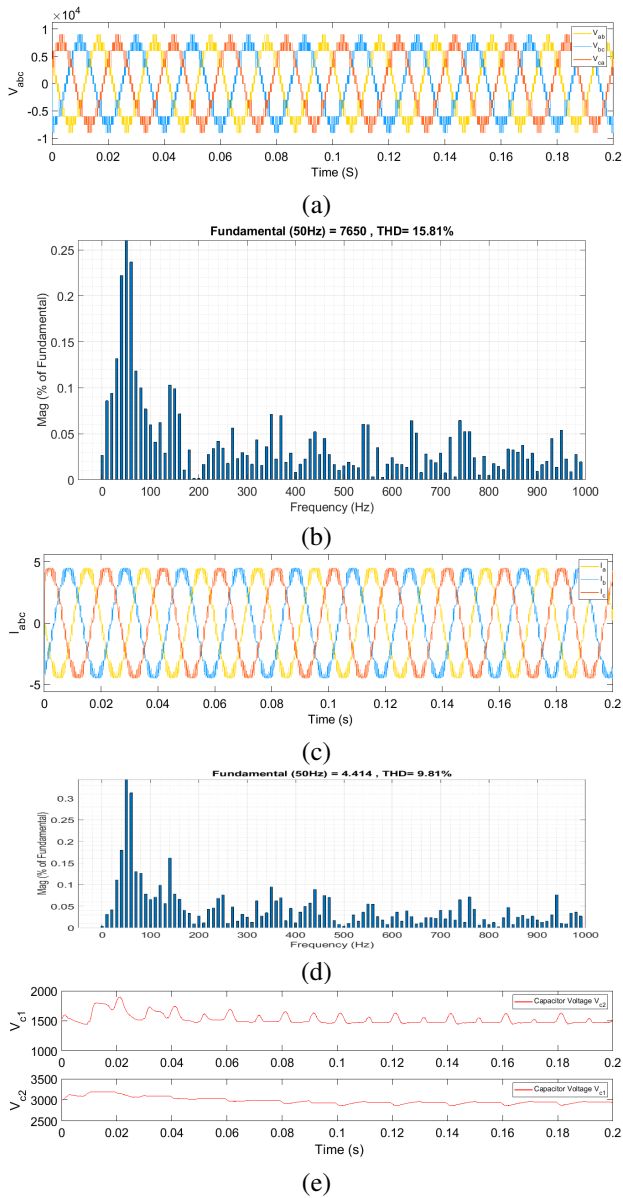 ×10⁴
1
0.5
0
-0.5
-1
V_abc
V_ab
V_bc
V_ca
0 0.02 0.04 0.06 0.08 0.1 0.12 0.14 0.16 0.18 0.2
Time (S)
(a)
Fundamental (50Hz) = 7650 , THD= 15.81%
0.25
0.2
0.15
0.1
0.05
0
Mag (% of Fundamental)
0 100 200 300 400 500 600 700 800 900 1000
Frequency (Hz)
(b)
5
0
-5
I_abc
I_a
I_b
I_c
0 0.02 0.04 0.06 0.08 0.1 0.12 0.14 0.16 0.18 0.2
Time (s)
(c)
Fundamental (50Hz) = 4.414 , THD= 9.81%
0.3
0.25
0.2
0.15
0.1
0.05
0
Mag (% of Fundamental)
0 100 200 300 400 500 600 700 800 900 1000
Frequency (Hz)
(d)
2000
1500
1000
V_c1
Capacitor Voltage V_c2
0 0.02 0.04 0.06 0.08 0.1 0.12 0.14 0.16 0.18 0.2
3500
3000
2500
V_c2
Capacitor Voltage V_c1
0 0.02 0.04 0.06 0.08 0.1 0.12 0.14 0.16 0.18 0.2
Time (s)
(e)